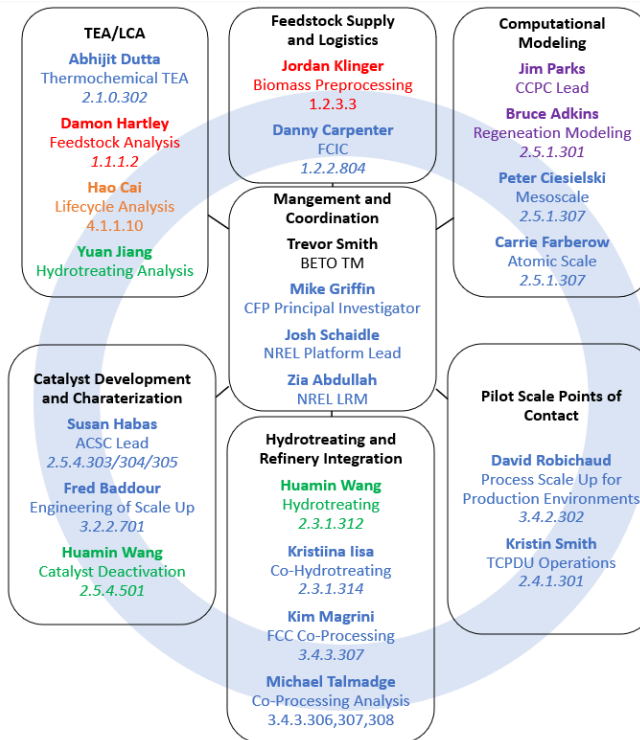 TEA/LCA
Abhijit Dutta
Thermochemical TEA
2.1.0.302
Damon Hartley
Feedstock Analysis
1.1.1.2
Hao Cai
Lifecycle Analysis
4.1.1.10
Yuan Jiang
Hydrotreating Analysis
Feedstock Supply
and Logistics
Jordan Klinger
Biomass Preprocessing
1.2.3.3
Danny Carpenter
FCIC
1.2.2.804
Computational
Modeling
Jim Parks
CCPC Lead
Bruce Adkins
Regeneation Modeling
2.5.1.301
Peter Ciesielski
Mesoscale
2.5.1.307
Carrie Farberow
Atomic Scale
2.5.1.307
Mangement and
Coordination
Trevor Smith
BETO TM
Mike Griffin
CFP Principal Investigator
Josh Schaidle
NREL Platform Lead
Zia Abdullah
NREL LRM
Catalyst Development
and Charaterization
Susan Habas
ACSC Lead
2.5.4.303/304/305
Fred Baddour
Engineering of Scale Up
3.2.2.701
Huamin Wang
Catalyst Deactivation
2.5.4.501
Hydrotreating and
Refinery Integration
Huamin Wang
Hydrotreating
2.3.1.312
Kristiina Iisa
Co-Hydrotreating
2.3.1.314
Kim Magrini
FCC Co-Processing
3.4.3.307
Michael Talmadge
Co-Processing Analysis
3.4.3.306,307,308
Pilot Scale Points of
Contact
David Robichaud
Process Scale Up for
Production Environments
3.4.2.302
Kristin Smith
TCPDU Operations
2.4.1.301